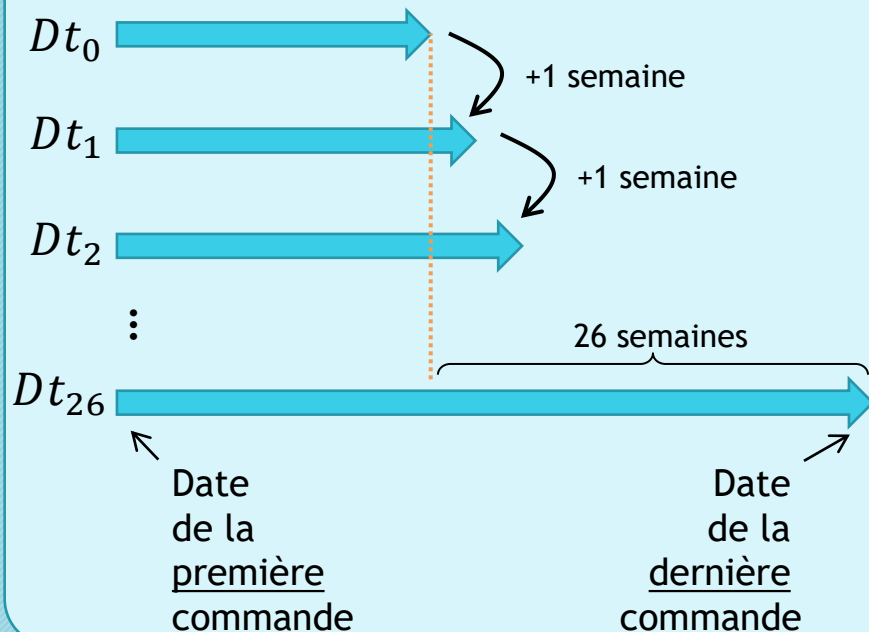 Dt₀
+1 semaine
Dt₁
+1 semaine
Dt₂
⋮
26 semaines
Dt₂₆
Date
de la
première
commande
Date
de la
dernière
commande